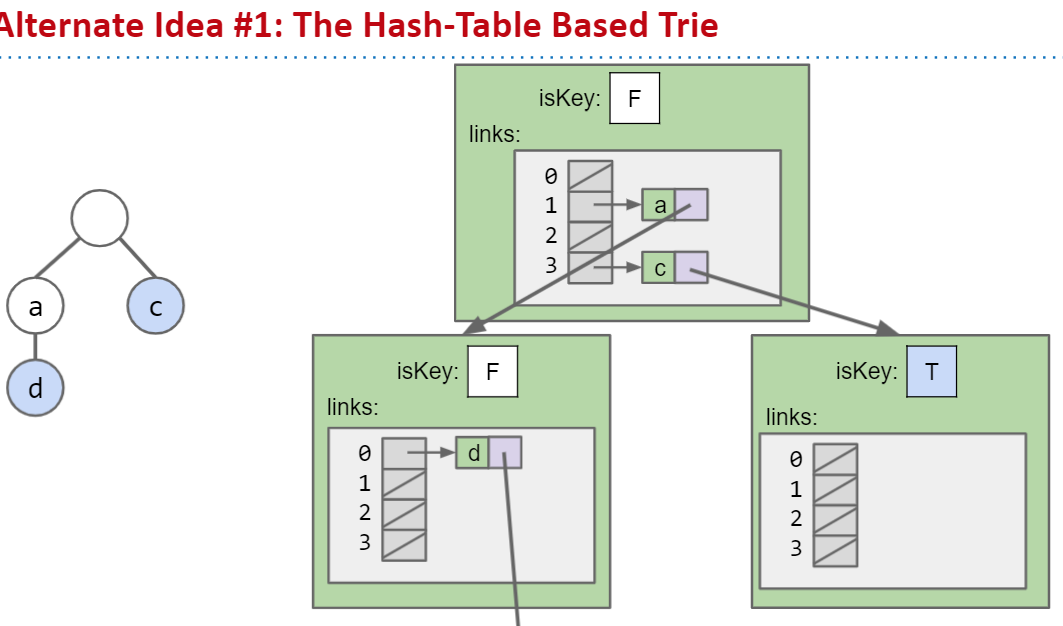 Alternate Idea #1: The Hash-Table Based Trie
isKey: F
links:
0
1 a
2
3 c
a c
d
isKey: F
links:
0 d
1
2
3
isKey: T
links:
0
1
2
3